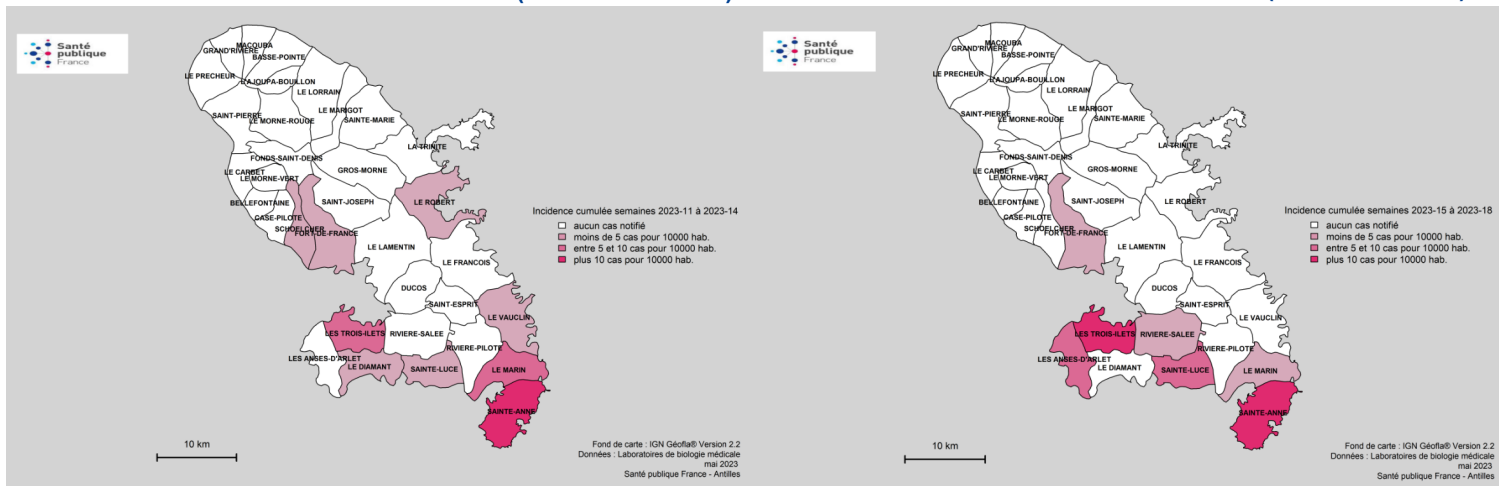 Santé
publique
France
MACOUBA
GRAND'RIVIERE
BASSE-POINTE
LE PRECHEUR
L'AJOUPA-BOUILLON
LE LORRAIN
LE MARIGOT
SAINT-PIERRE
LE MORNE-ROUGE
SAINTE-MARIE
LA TRINITE
FONDS-SAINT-DENIS
LE CARBET
GROS-MORNE
LE MORNE-VERT
BELLEFONTAINE
SAINT-JOSEPH
LE ROBERT
CASE-PILOTE
SCHOELCHER
FORT-DE-FRANCE
LE LAMENTIN
LE FRANCOIS
DUCOS
SAINT-ESPRIT
LE VAUCLIN
LES TROIS-ILETS
RIVIERE-SALEE
RIVIERE-PILOTE
LES ANSES-D'ARLET
LE DIAMANT
SAINTE-LUCE
LE MARIN
SAINTE-ANNE
Incidence cumulée semaines 2023-11 à 2023-14
aucun cas notifié
moins de 5 cas pour 10000 hab.
entre 5 et 10 cas pour 10000 hab.
plus 10 cas pour 10000 hab.
10 km
Fond de carte : IGN Géofla® Version 2.2
Données : Laboratoires de biologie médicale
mai 2023
Santé publique France - Antilles
Santé
publique
France
MACOUBA
GRAND'RIVIERE
BASSE-POINTE
LE PRECHEUR
L'AJOUPA-BOUILLON
LE LORRAIN
LE MARIGOT
SAINT-PIERRE
LE MORNE-ROUGE
SAINTE-MARIE
LA TRINITE
FONDS-SAINT-DENIS
LE CARBET
GROS-MORNE
LE MORNE-VERT
BELLEFONTAINE
SAINT-JOSEPH
LE ROBERT
CASE-PILOTE
SCHOELCHER
FORT-DE-FRANCE
LE LAMENTIN
LE FRANCOIS
DUCOS
SAINT-ESPRIT
LE VAUCLIN
LES TROIS-ILETS
RIVIERE-SALEE
RIVIERE-PILOTE
LES ANSES-D'ARLET
LE DIAMANT
SAINTE-LUCE
LE MARIN
SAINTE-ANNE
Incidence cumulée semaines 2023-15 à 2023-18
aucun cas notifié
moins de 5 cas pour 10000 hab.
entre 5 et 10 cas pour 10000 hab.
plus 10 cas pour 10000 hab.
10 km
Fond de carte : IGN Géofla® Version 2.2
Données : Laboratoires de biologie médicale
mai 2023
Santé publique France - Antilles